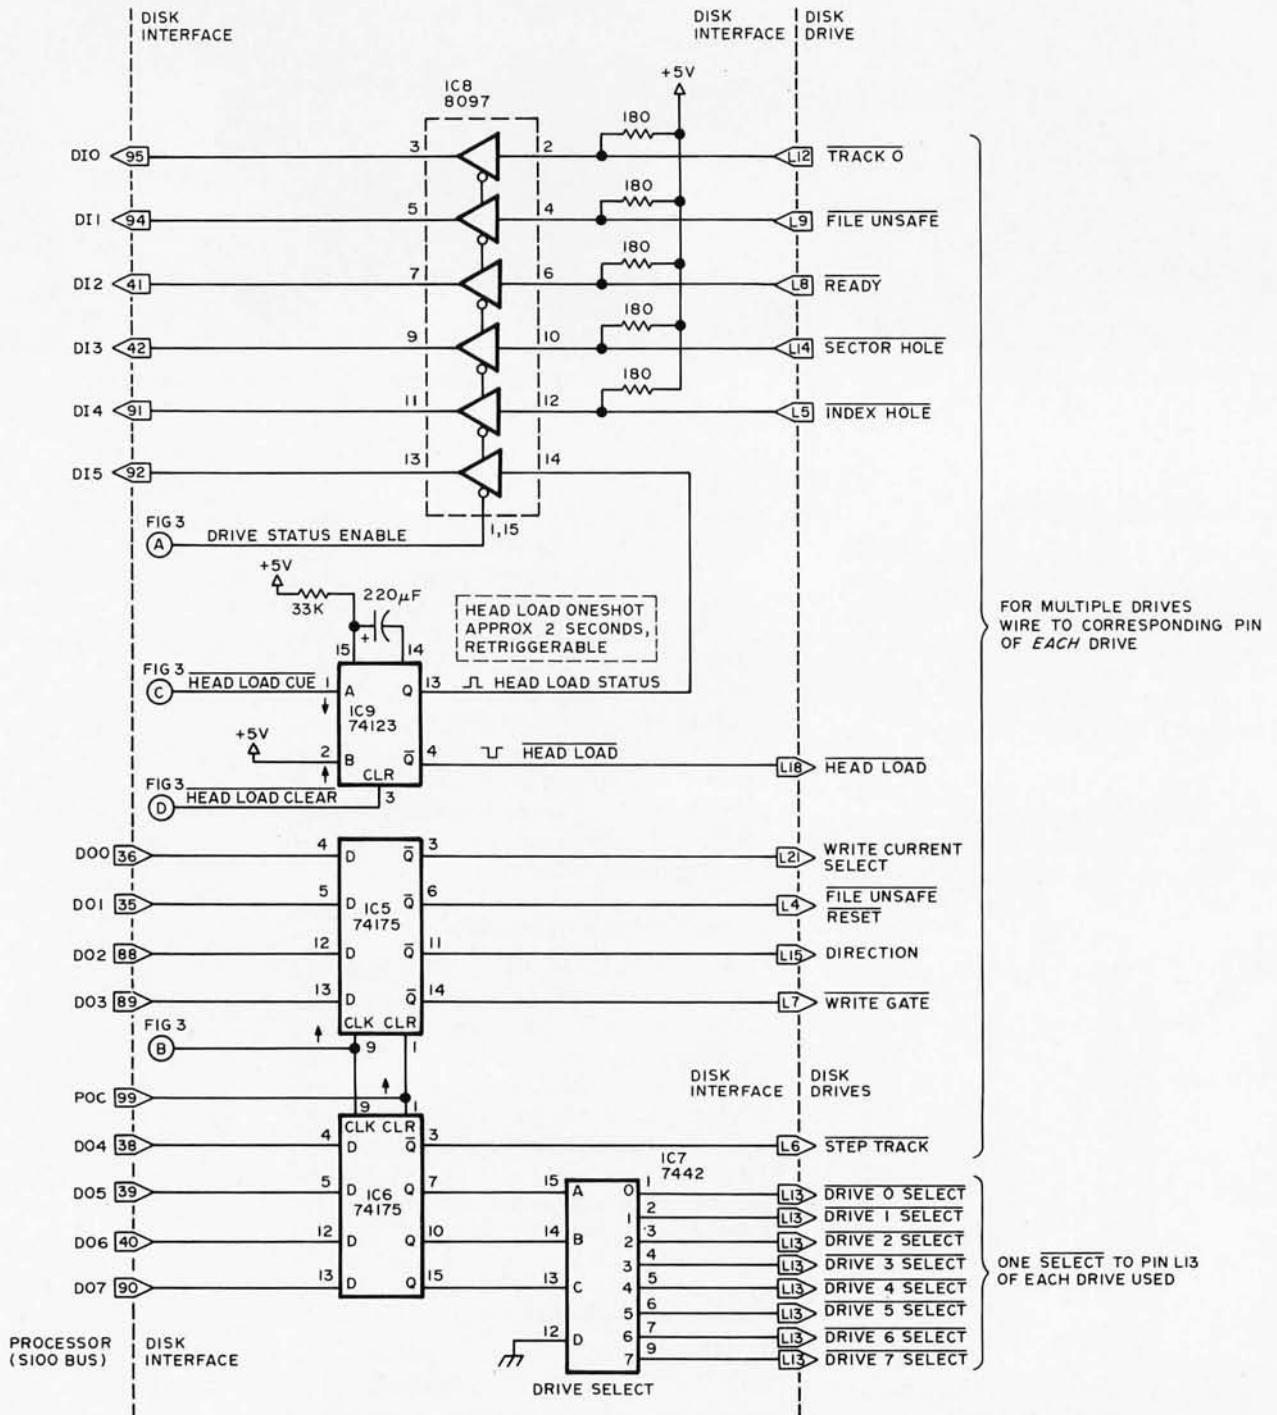 DISK
INTERFACE
DISK
INTERFACE
DISK
DRIVE
+5V
IC8
8097
180
DI0 95 3 2 L12 TRACK 0
180
DI1 94 5 4 L9 FILE UNSAFE
180
DI2 41 7 6 L8 READY
180
DI3 42 9 10 L14 SECTOR HOLE
180
DI4 91 11 12 L5 INDEX HOLE
DI5 92 13 14
FIG 3
A DRIVE STATUS ENABLE 1,15
+5V
33K
220µF
+
15 14
HEAD LOAD ONESHOT
APPROX 2 SECONDS,
RETRIGGERABLE
FOR MULTIPLE DRIVES
WIRE TO CORRESPONDING PIN
OF EACH DRIVE
FIG 3
C HEAD LOAD CUE 1 A Q 13 HEAD LOAD STATUS
IC9
74123
+5V
2 B Q 4 HEAD LOAD L18 HEAD LOAD
CLR
FIG 3
D HEAD LOAD CLEAR 3
DO0 36 4 D Q 3 L21 WRITE CURRENT
SELECT
DO1 35 5 D Q 6 L4 FILE UNSAFE
RESET
IC5
74175
DO2 88 12 D Q 11 L15 DIRECTION
DO3 89 13 D Q 14 L7 WRITE GATE
CLK CLR
FIG 3
B 9 1
DISK
INTERFACE
DISK
DRIVES
POC 99
9 1
CLK CLR
DO4 38 4 D Q 3 L6 STEP TRACK
IC7
7442
DO5 39 5 D Q 7 15 A 0 1 L13 DRIVE 0 SELECT
IC6
74175
1 2 L13 DRIVE 1 SELECT
DO6 40 12 D Q 10 14 B 2 3 L13 DRIVE 2 SELECT
3 4 L13 DRIVE 3 SELECT
DO7 90 13 D Q 15 13 C 4 5 L13 DRIVE 4 SELECT
5 6 L13 DRIVE 5 SELECT
12 D 6 7 L13 DRIVE 6 SELECT
7 9 L13 DRIVE 7 SELECT
ONE SELECT TO PIN L13
OF EACH DRIVE USED
PROCESSOR
(S100 BUS)
DISK
INTERFACE
DRIVE SELECT